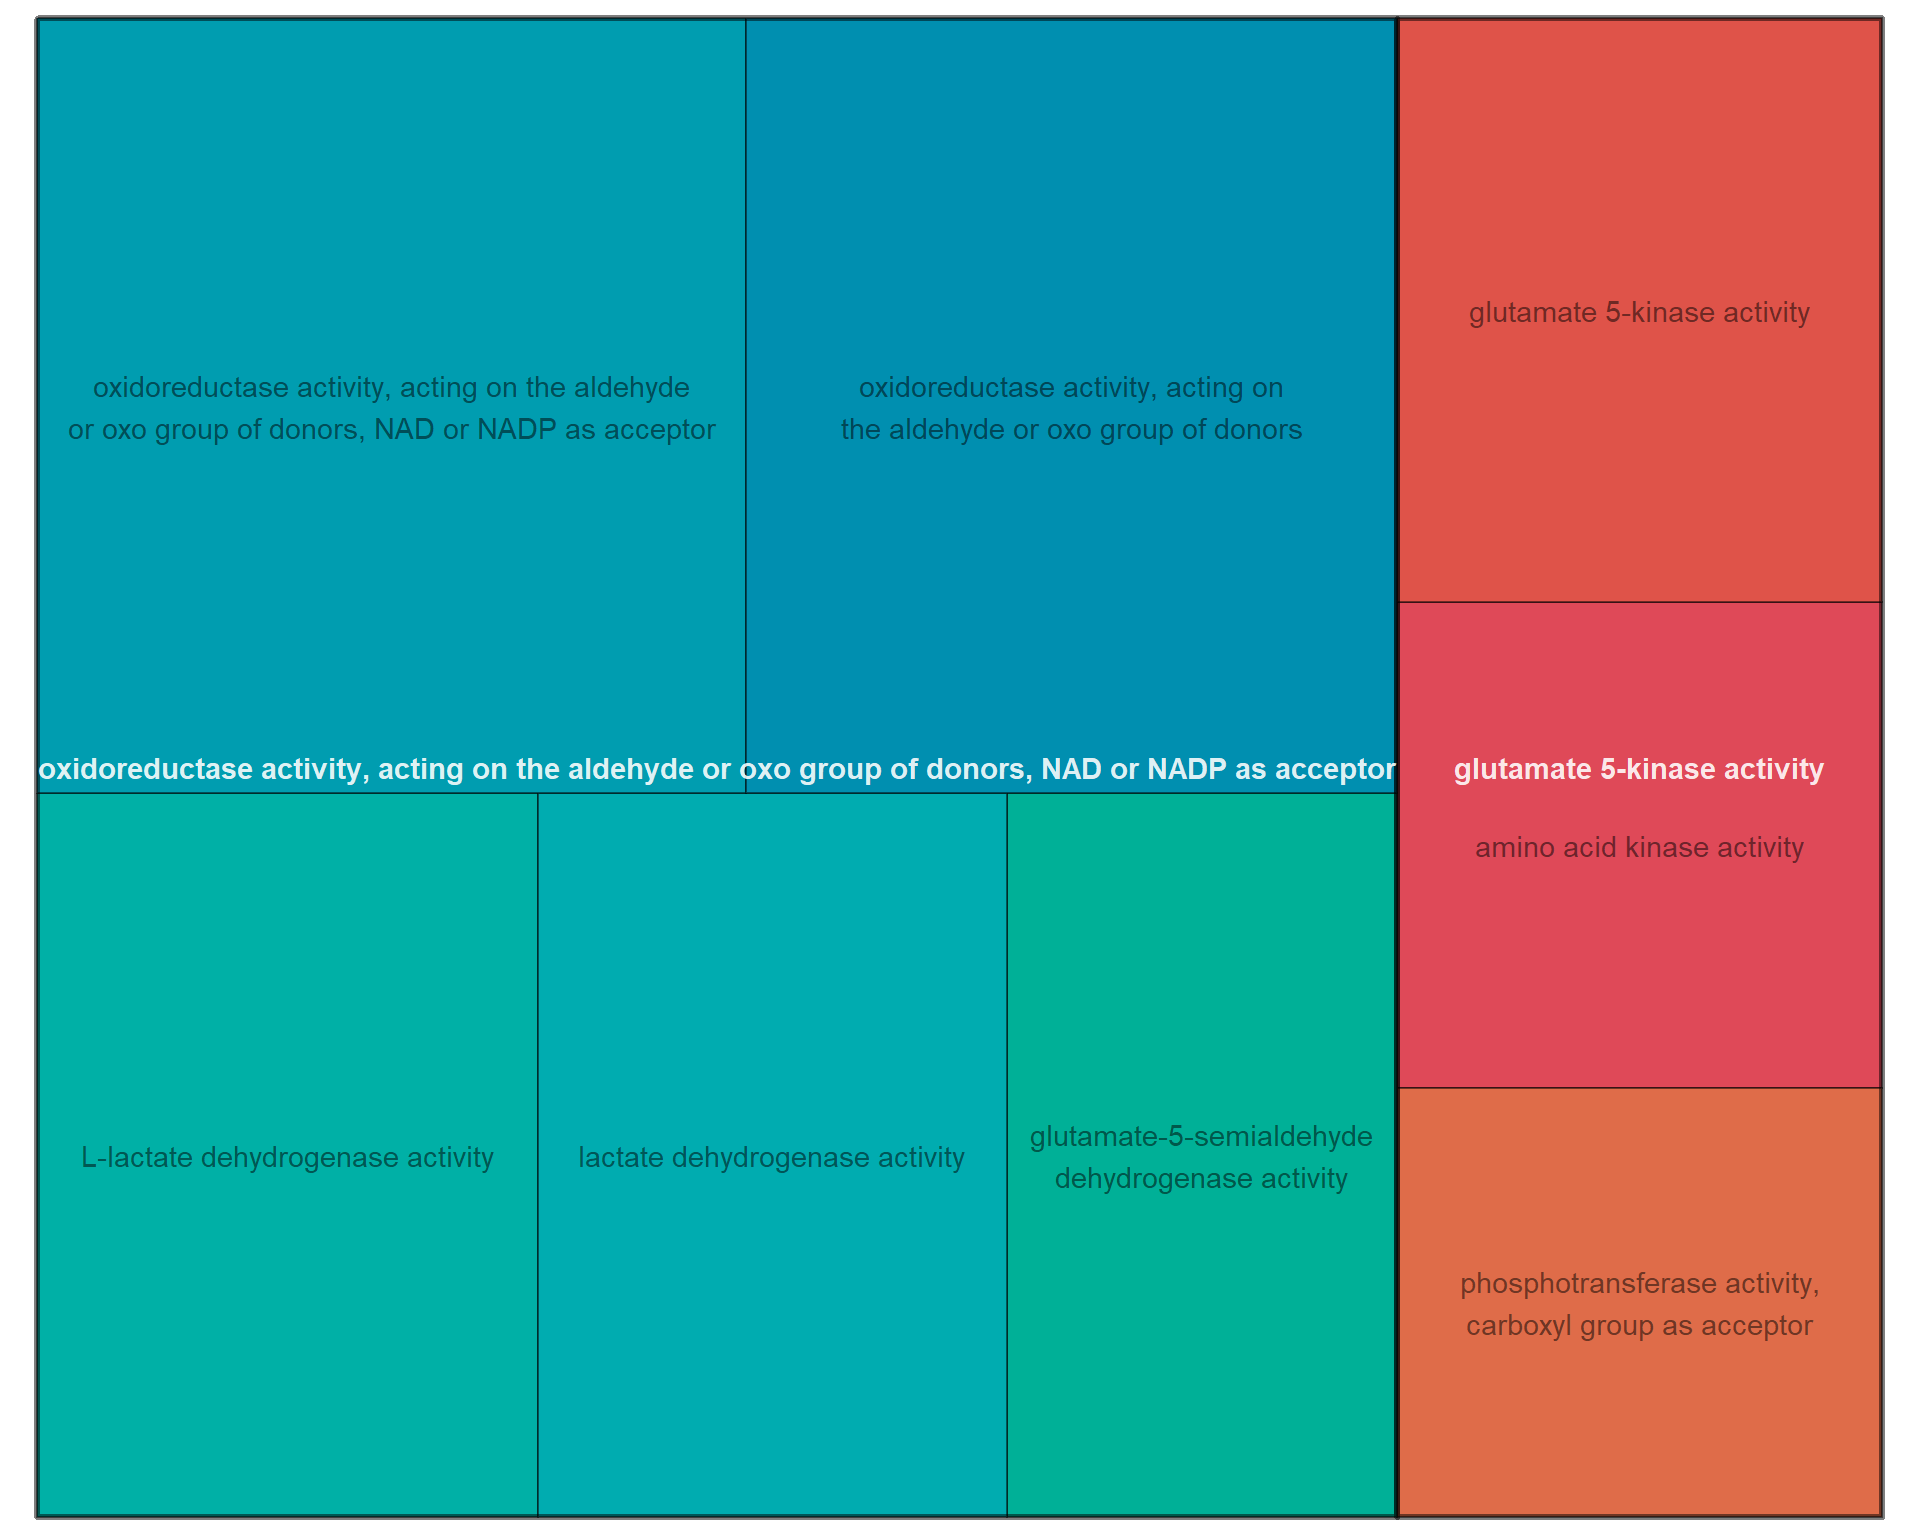 oxidoreductase activity, acting on the aldehyde
or oxo group of donors, NAD or NADP as acceptor
oxidoreductase activity, acting on
the aldehyde or oxo group of donors
glutamate 5-kinase activity
oxidoreductase activity, acting on the aldehyde or oxo group of donors, NAD or NADP as acceptor
glutamate 5-kinase activity
amino acid kinase activity
L-lactate dehydrogenase activity
lactate dehydrogenase activity
glutamate-5-semialdehyde
dehydrogenase activity
phosphotransferase activity,
carboxyl group as acceptor